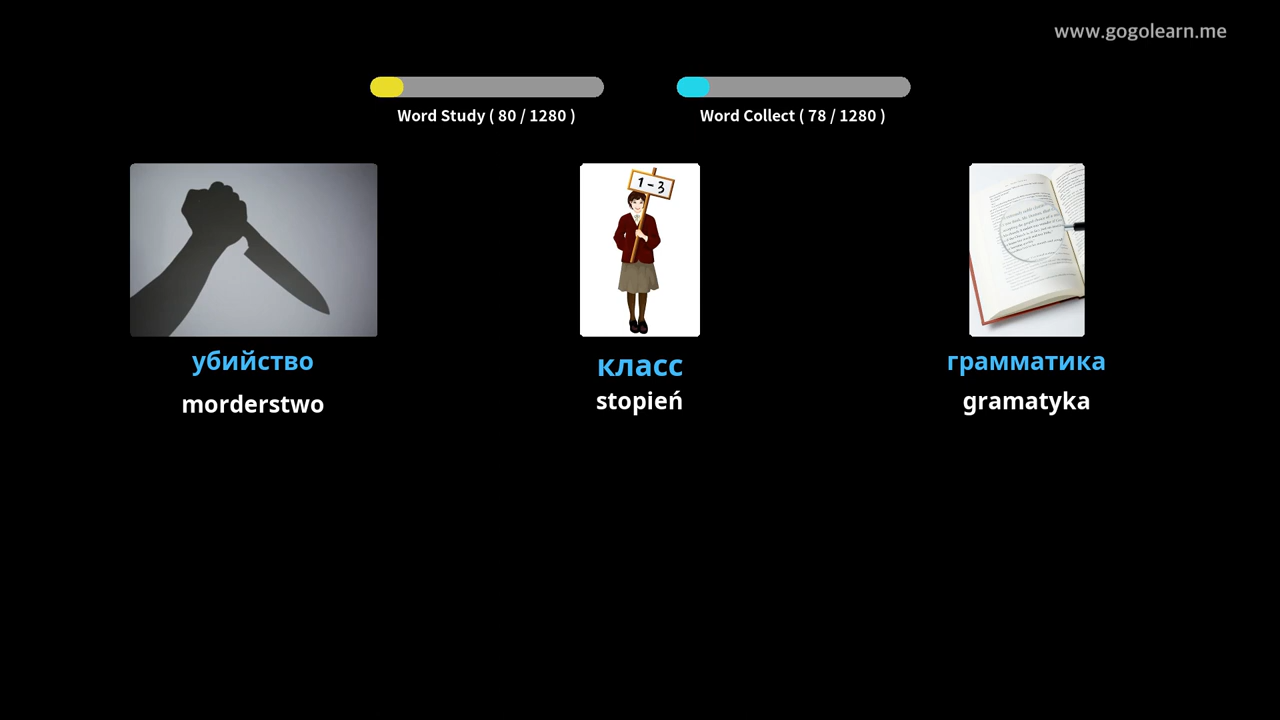 www.gogolearn.me
Word Study ( 80 / 1280 )
Word Collect ( 78 / 1280 )
1 - 3
убийство
класс
грамматика
morderstwo
stopień
gramatyka